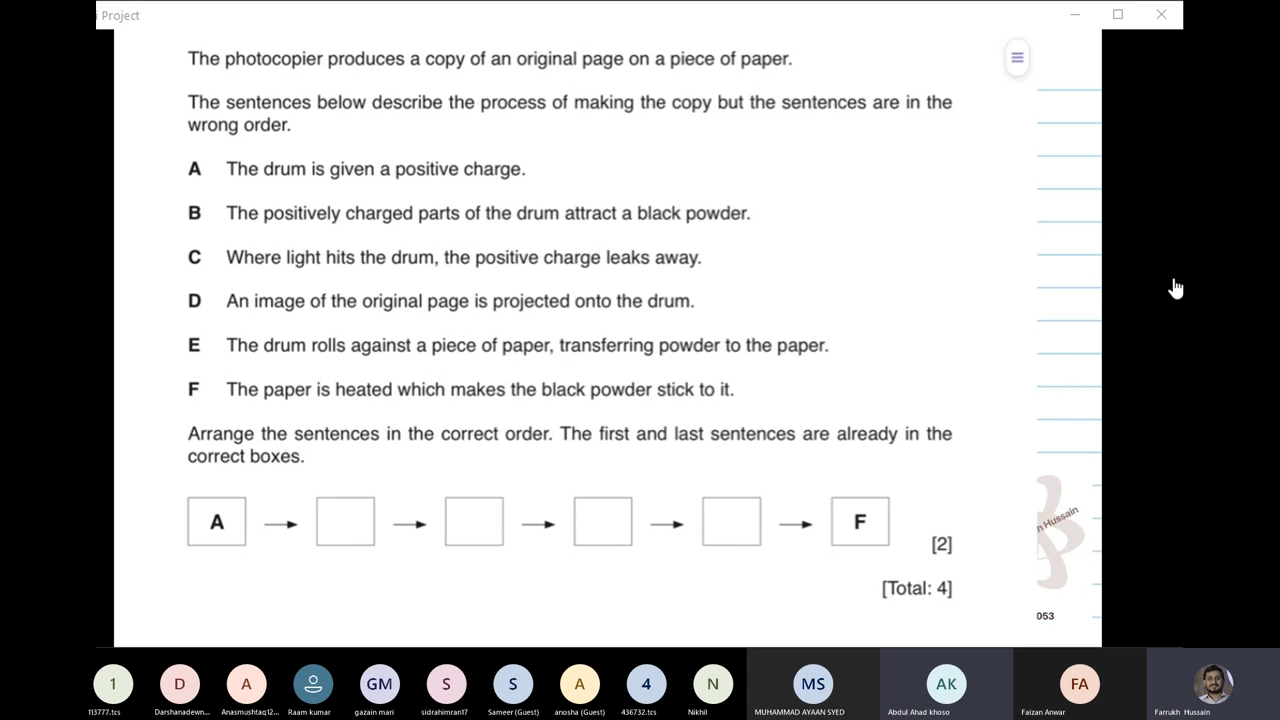 i Project
The photocopier produces a copy of an original page on a piece of paper.
The sentences below describe the process of making the copy but the sentences are in the
wrong order.
A The drum is given a positive charge.
B The positively charged parts of the drum attract a black powder.
C Where light hits the drum, the positive charge leaks away.
D An image of the original page is projected onto the drum.
E The drum rolls against a piece of paper, transferring powder to the paper.
F The paper is heated which makes the black powder stick to it.
Arrange the sentences in the correct order. The first and last sentences are already in the
correct boxes.
A F
[2]
[Total: 4]
n Hussain
053
1 D A GM S S A 4 N MS AK FA
113777.tcs Darshanadewn... Anasmushtaq12... Raam kumar gazain mari sidrahimran17 Sameer (Guest) anosha (Guest) 436732.tcs Nikhil MUHAMMAD AYAAN SYED Abdul Ahad khoso Faizan Anwar Farrukh Hussain